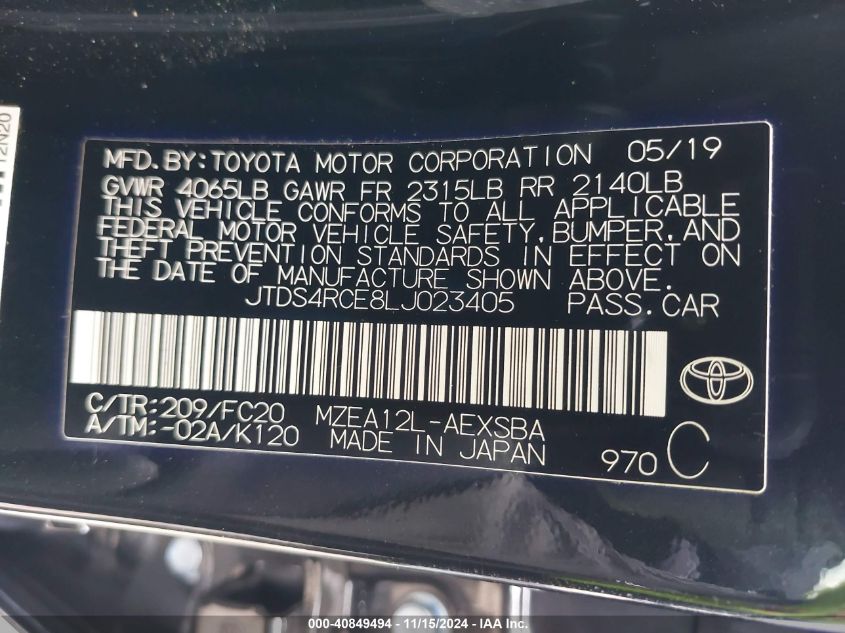 12N20
MFD. BY: TOYOTA MOTOR CORPORATION 05/19
GVWR 4065LB GAWR FR 2315LB RR 2140LB
THIS VEHICLE CONFORMS TO ALL APPLICABLE
FEDERAL MOTOR VEHICLE SAFETY, BUMPER, AND
THEFT PREVENTION STANDARDS IN EFFECT ON
THE DATE OF MANUFACTURE SHOWN ABOVE.
JTDS4RCE8LJ023405 PASS. CAR
C/TR: 209/FC20 MZEA12L-AEXSBA
A/TM: -02A/K120 MADE IN JAPAN
970 C
000-40849494 - 11/15/2024 - IAA Inc.